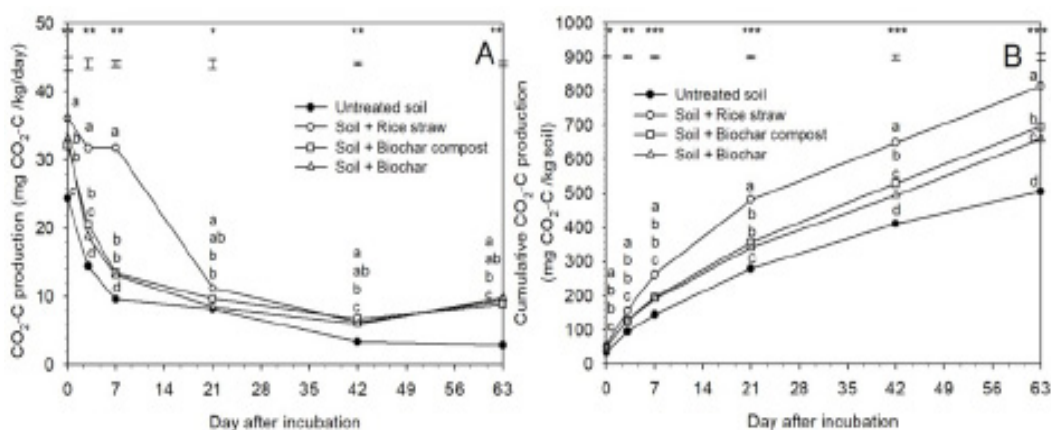 A
CO₂-C production (mg CO₂-C /kg/day)
50
40
30
20
10
0
** ** ** * ** **
Untreated soil
Soil + Rice straw
Soil + Biochar compost
Soil + Biochar
a a a
b
b
b
c
d
b
b
d
a
ab
b
b
a
ab
b
c
a
ab
b
c
0 7 14 21 28 35 42 49 56 63
Day after incubation
B
Cumulative CO₂-C production
(mg CO₂-C /kg soil)
1000
900
800
700
600
500
400
300
200
100
0
* ** *** *** *** ***
Untreated soil
Soil + Rice straw
Soil + Biochar compost
Soil + Biochar
a
b
b
c
a
b
b
c
a
b
b
c
a
b
b
c
a
b
c
d
a
b
c
d
0 7 14 21 28 35 42 49 56 63
Day after incubation